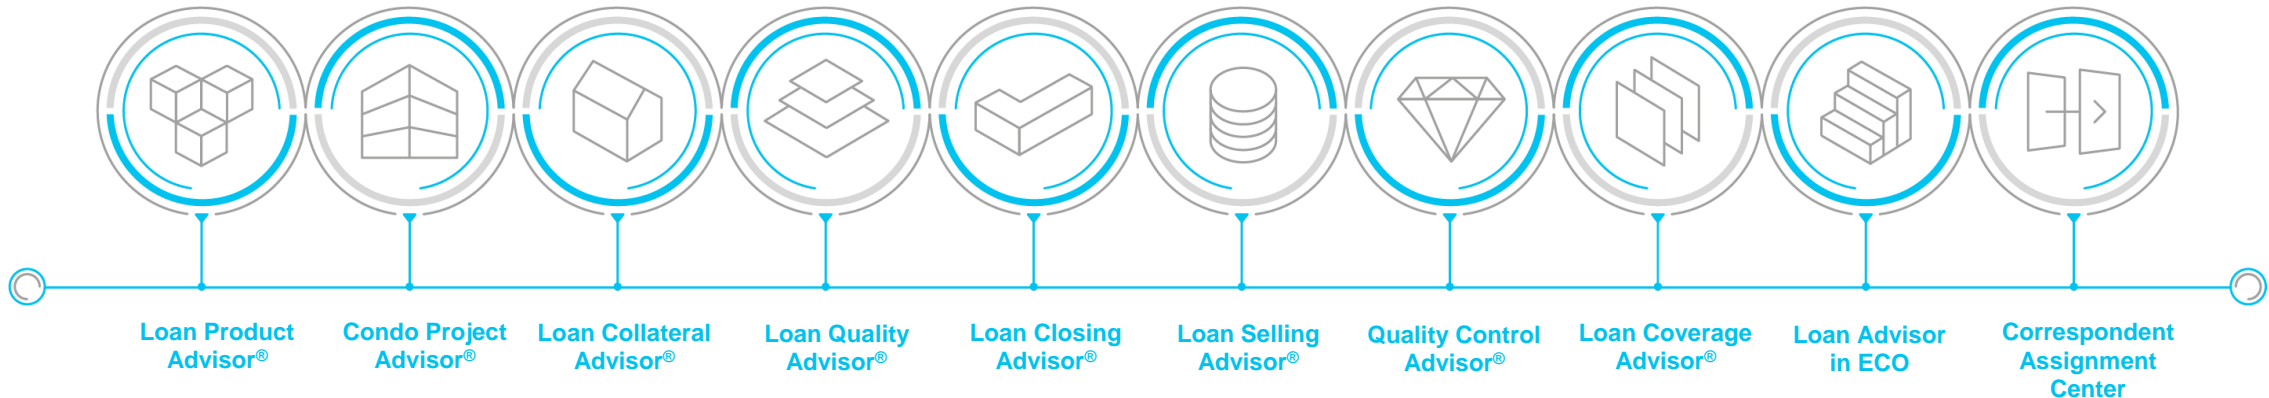 Loan Product
Advisor®
Condo Project
Advisor®
Loan Collateral
Advisor®
Loan Quality
Advisor®
Loan Closing
Advisor®
Loan Selling
Advisor®
Quality Control
Advisor®
Loan Coverage
Advisor®
Loan Advisor
in ECO
Correspondent
Assignment
Center